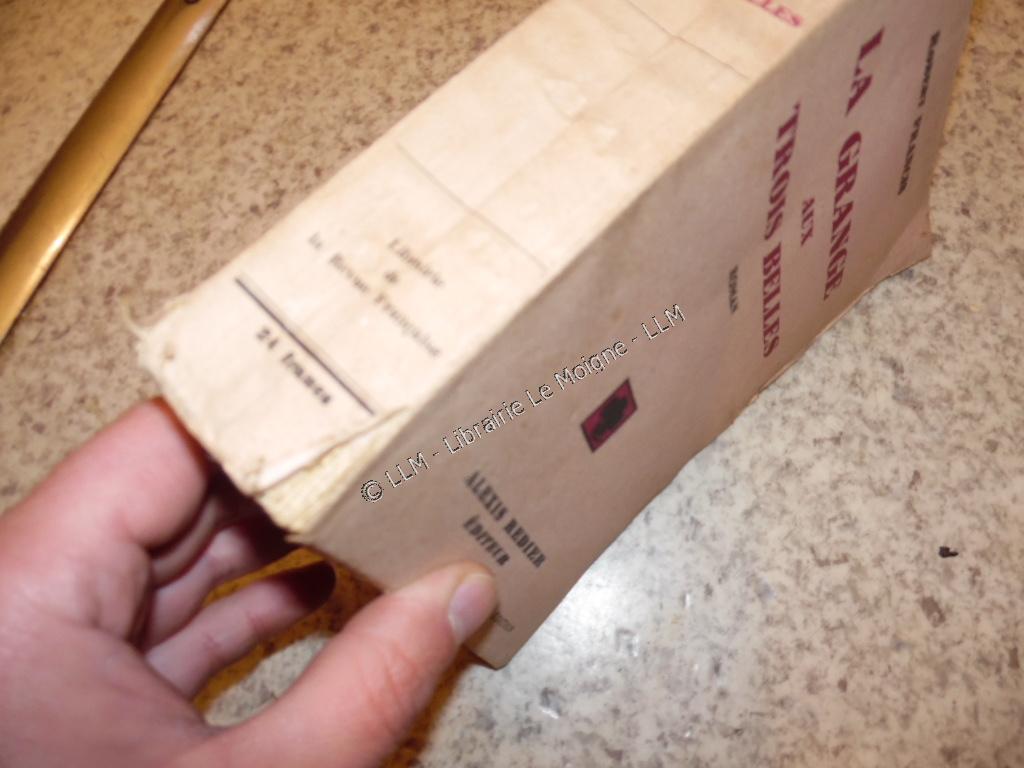 LA GRANGE
AUX
TROIS BELLES
ROMAN
ALEXIS REDIER
ÉDITEUR
Librairie
de
la Revue Française
24 francs
© LLM - Librairie Le Moigne - LLM